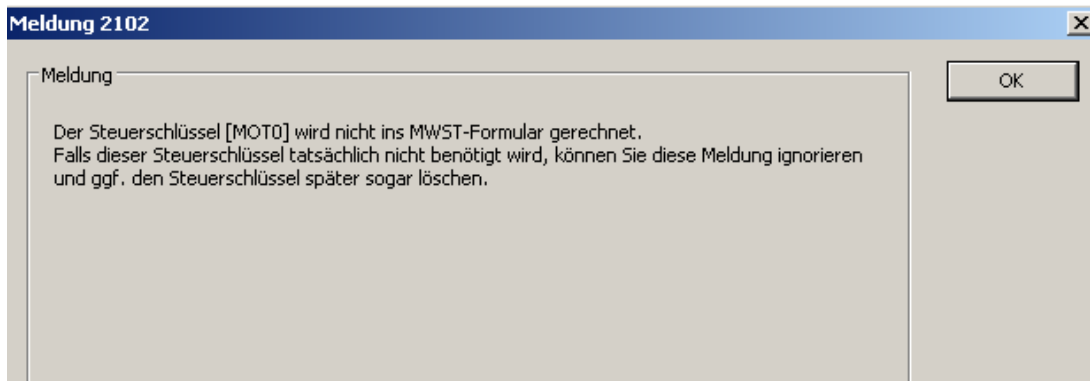 Meldung 2102
Meldung
OK
Der Steuerschlüssel [MOT0] wird nicht ins MWST-Formular gerechnet.
Falls dieser Steuerschlüssel tatsächlich nicht benötigt wird, können Sie diese Meldung ignorieren
und ggf. den Steuerschlüssel später sogar löschen.